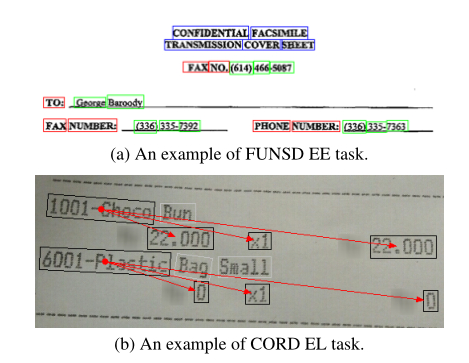 CONFIDENTIAL FACSIMILE
TRANSMISSION COVER SHEET
FAX NO. (614) 466-5087
TO: George Baroody
FAX NUMBER: (336) 335-7392 PHONE NUMBER: (336) 335-7363
(a) An example of FUNSD EE task.
1001-Choco Bun
22.000 x1 22.000
6001-Plastic Bag Small
0 x1 0
(b) An example of CORD EL task.